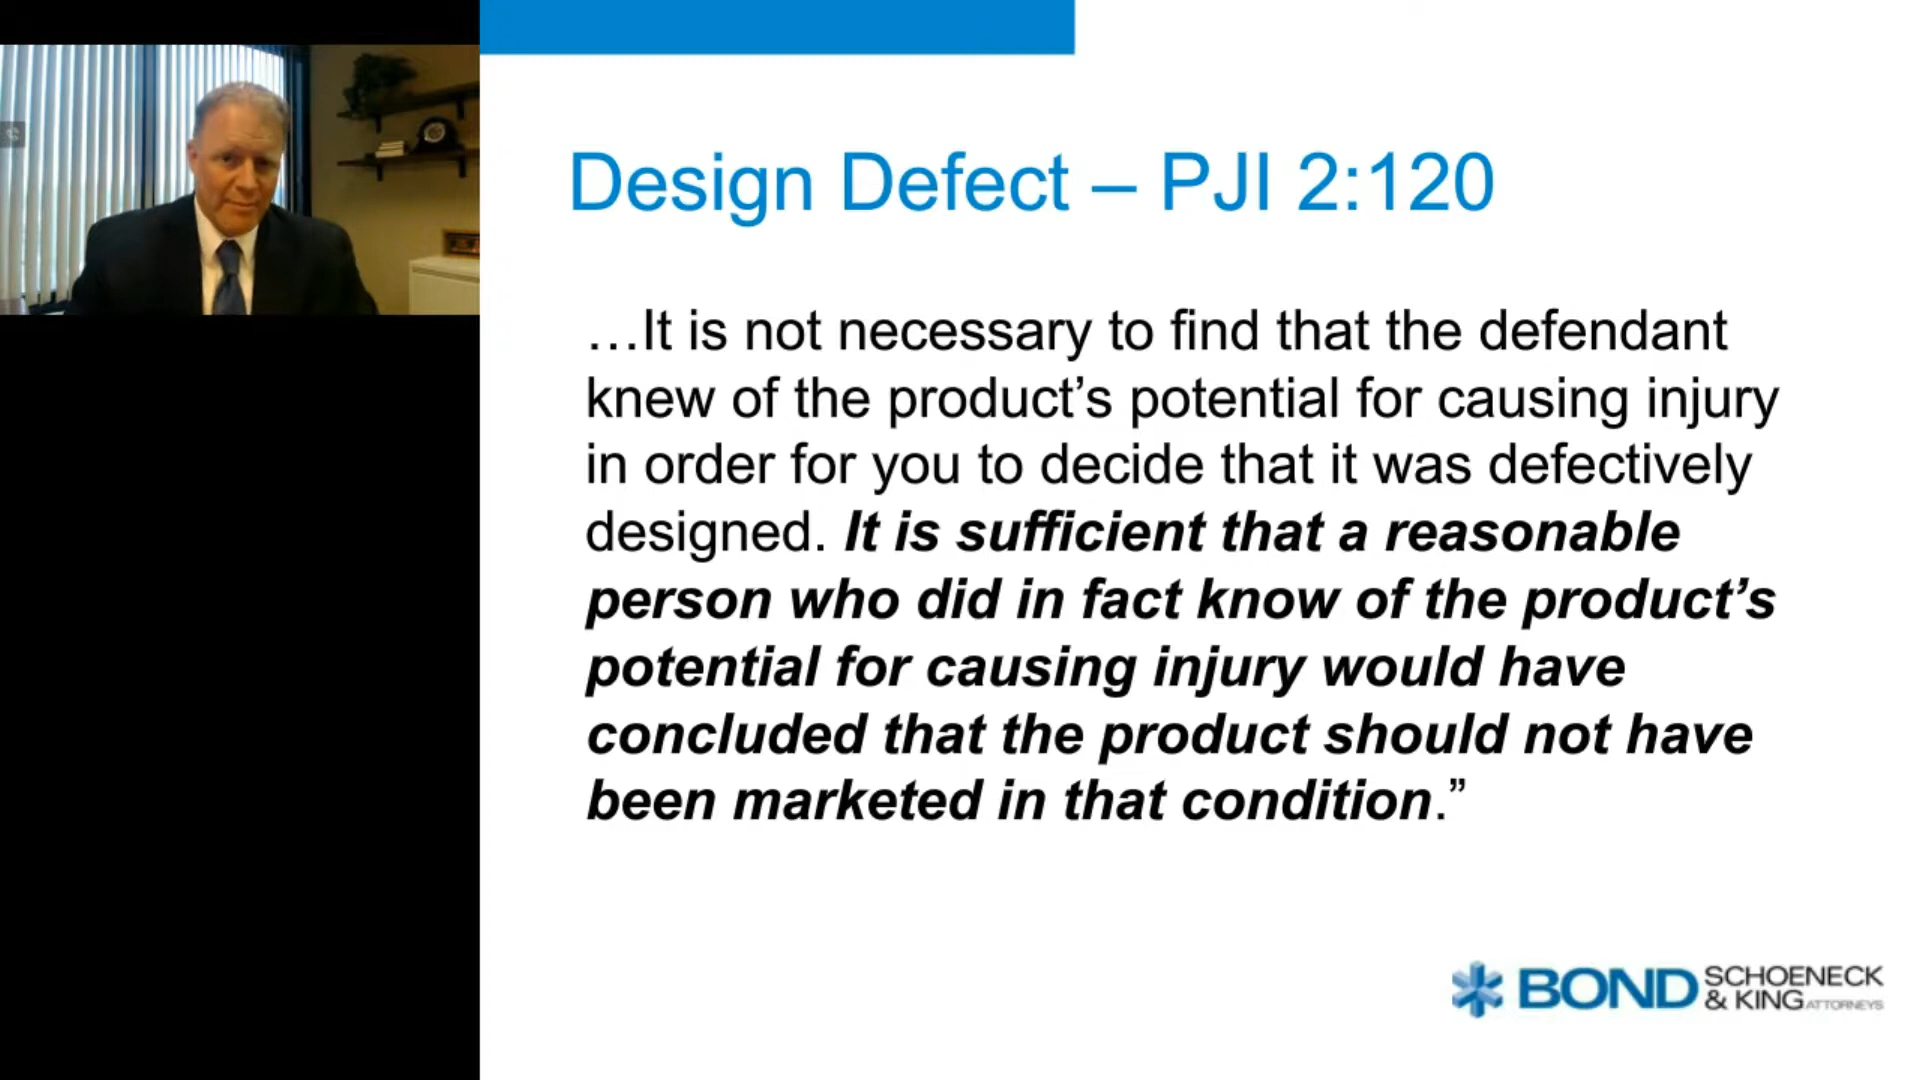 Design Defect – PJI 2:120
…It is not necessary to find that the defendant
knew of the product’s potential for causing injury
in order for you to decide that it was defectively
designed. It is sufficient that a reasonable
person who did in fact know of the product’s
potential for causing injury would have
concluded that the product should not have
been marketed in that condition.”
BOND SCHOENECK
& KING ATTORNEYS